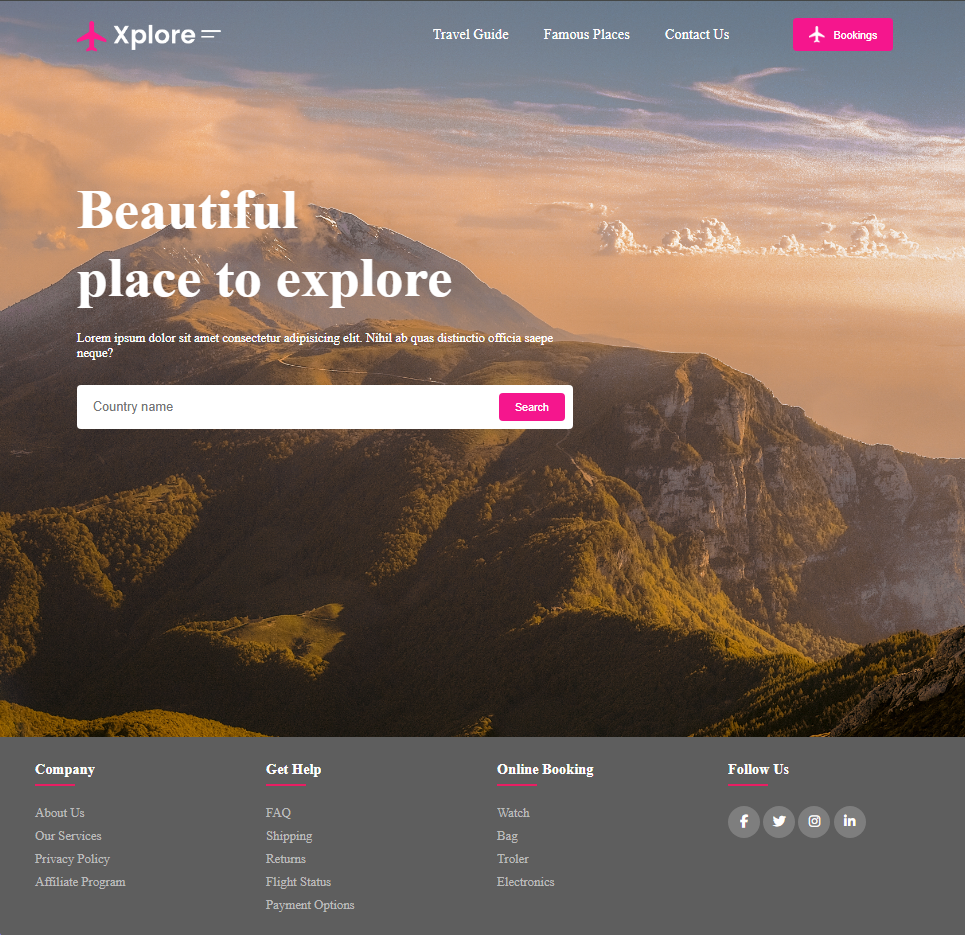 Xplore
Travel Guide
Famous Places
Contact Us
Bookings
Beautiful
place to explore
Lorem ipsum dolor sit amet consectetur adipisicing elit. Nihil ab quas distinctio officia saepe
neque?
Country name
Search
Company
About Us
Our Services
Privacy Policy
Affiliate Program
Get Help
FAQ
Shipping
Returns
Flight Status
Payment Options
Online Booking
Watch
Bag
Troler
Electronics
Follow Us